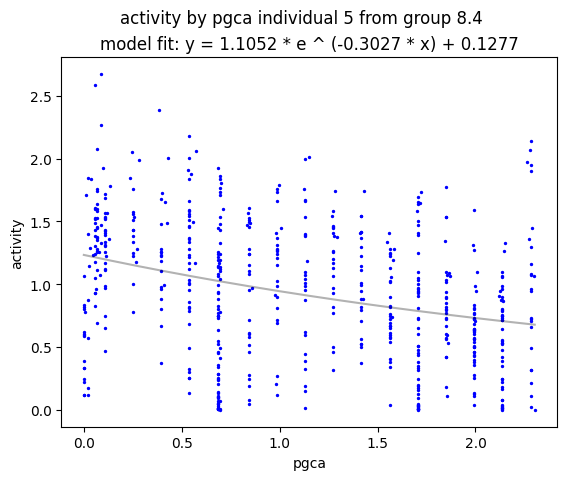 activity by pgca individual 5 from group 8.4
model fit: y = 1.1052 * e ^ (-0.3027 * x) + 0.1277
activity
2.5
2.0
1.5
1.0
0.5
0.0
0.0 0.5 1.0 1.5 2.0
pgca